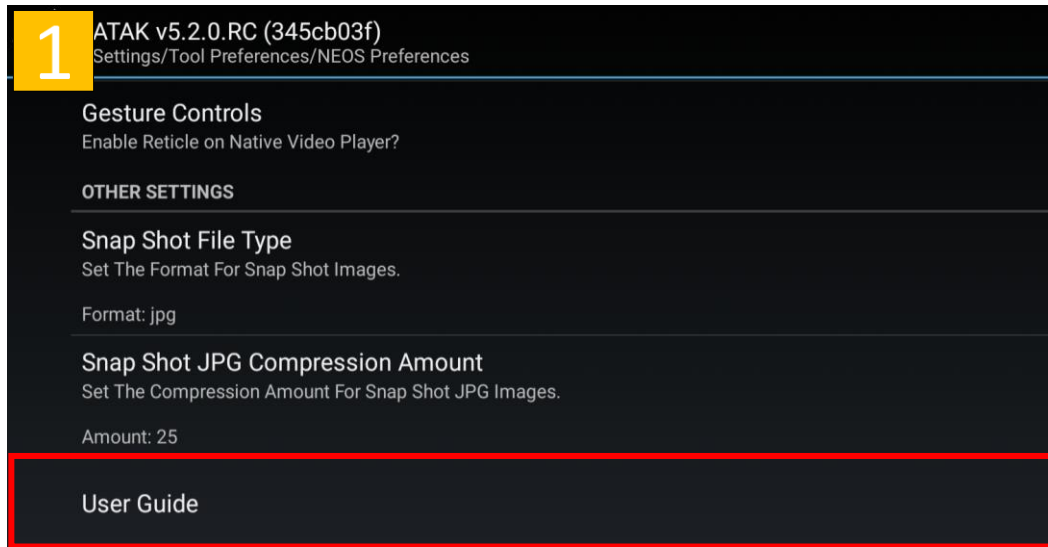 1
ATAK v5.2.0.RC (345cb03f)
Settings/Tool Preferences/NEOS Preferences
Gesture Controls
Enable Reticle on Native Video Player?
OTHER SETTINGS
Snap Shot File Type
Set The Format For Snap Shot Images.
Format: jpg
Snap Shot JPG Compression Amount
Set The Compression Amount For Snap Shot JPG Images.
Amount: 25
User Guide